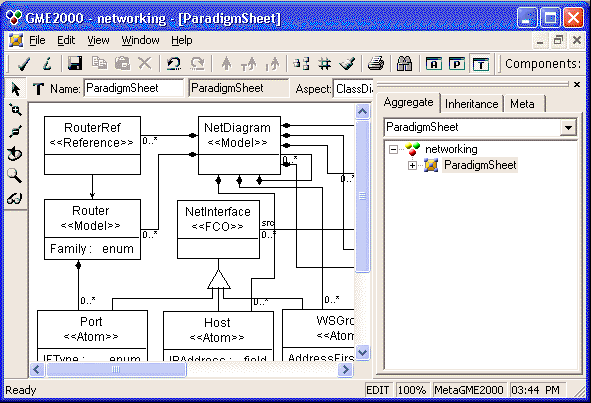 GME2000 - networking - [ParadigmSheet]
File Edit View Window Help
A P T Components:
T Name: ParadigmSheet ParadigmSheet Aspect: ClassDia
Aggregate Inheritance Meta
ParadigmSheet
networking
ParadigmSheet
RouterRef
<<Reference>>
0..*
NetDiagram
<<Model>>
0..*
Router
<<Model>>
Family : enum
0..*
NetInterface
<<FCO>>
src
0..*
0..*
Port
<<Atom>>
IFType : enum
0..*
Host
<<Atom>>
IPAddress : field
0..*
WSGro
<<Atom>>
AddressFirs
Ready EDIT 100% MetaGME2000 03:44 PM